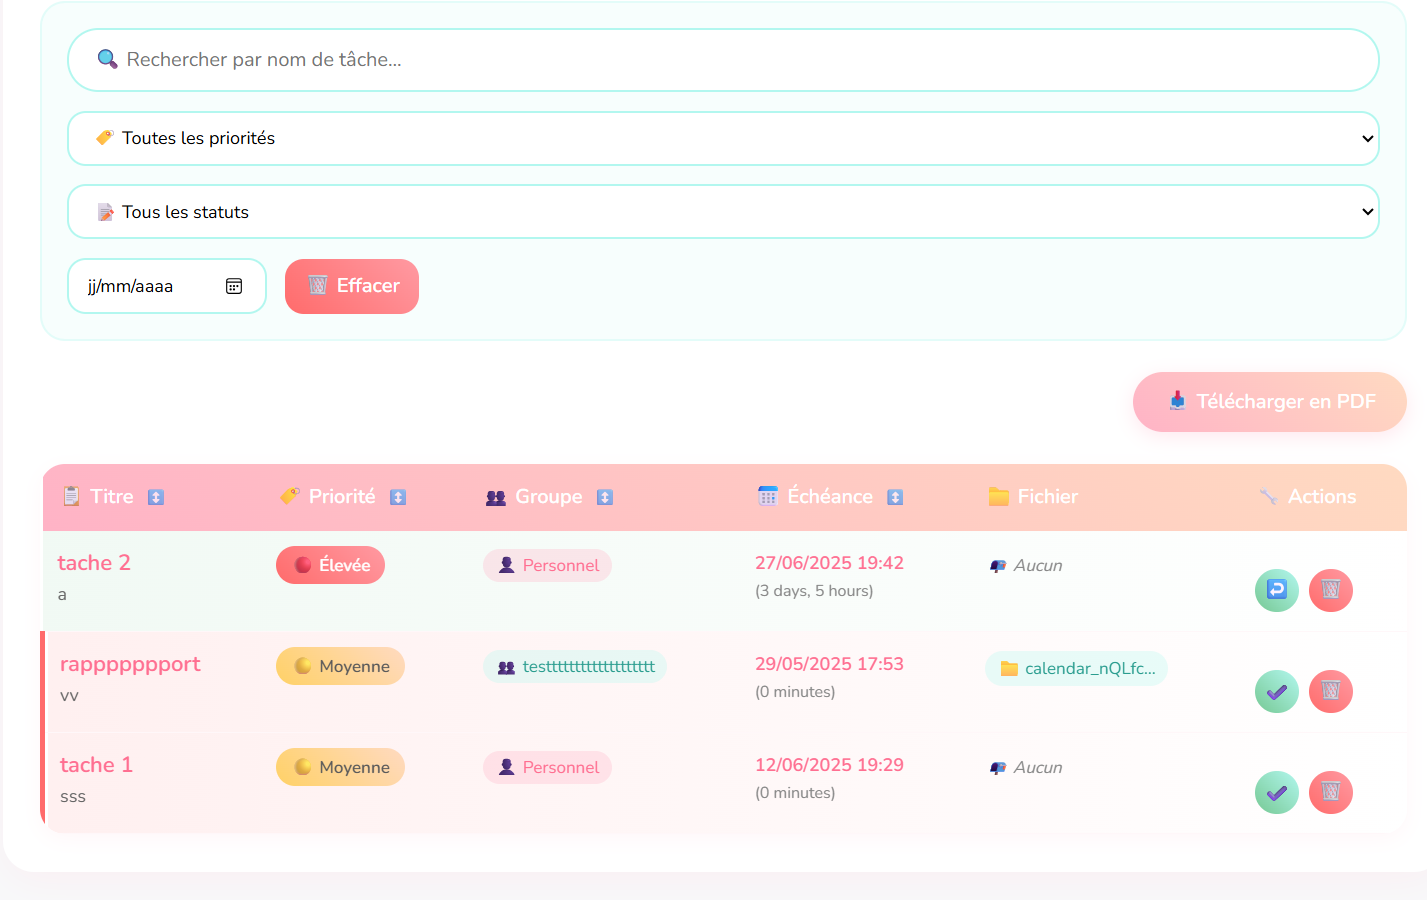 Rechercher par nom de tâche...
Toutes les priorités
Tous les statuts
jj/mm/aaaa Effacer
Télécharger en PDF
Titre Priorité Groupe Échéance Fichier Actions
tache 2 Élevée Personnel 27/06/2025 19:42 Aucun
a (3 days, 5 hours)
rappppppport Moyenne 29/05/2025 17:53 calendar_nQLfc...
vv (0 minutes)
tache 1 Moyenne Personnel 12/06/2025 19:29 Aucun
sss (0 minutes)